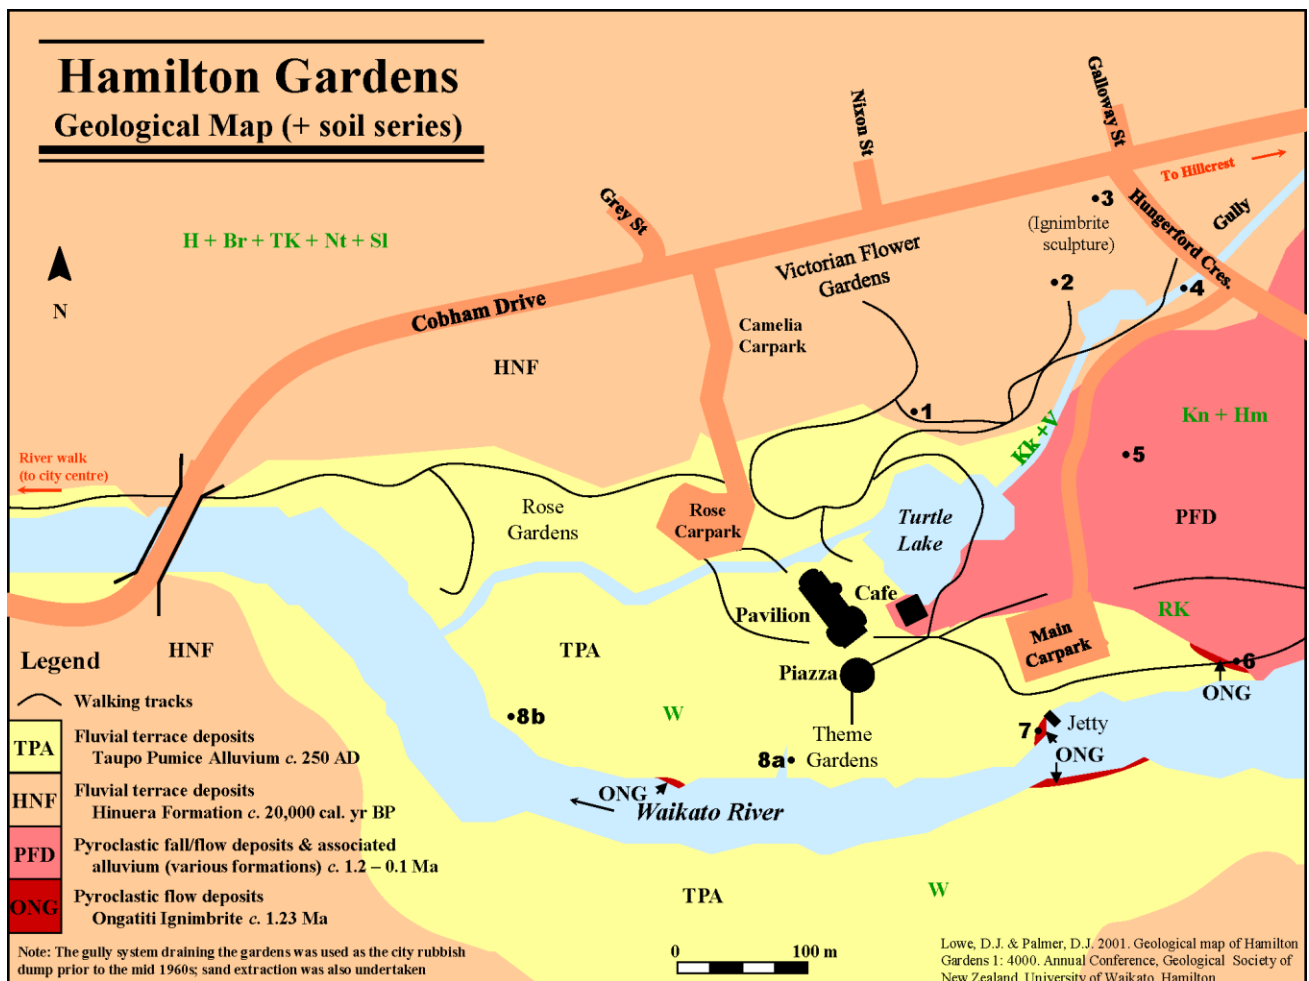 Hamilton Gardens
Geological Map (+ soil series)
Galloway St
Nixon St
To Hillcrest
Grey St
3
(Ignimbrite
sculpture)
Hungerford Cres.
Gully
H + Br + TK + Nt + Sl
Victorian Flower
Gardens
2
4
N
Cobham Drive
Camelia
Carpark
HNF
1
Kn + Hm
Kk + V
5
River walk
(to city centre)
Rose
Gardens
Rose
Carpark
Turtle
Lake
PFD
Cafe
Pavilion
RK
Main
Carpark
HNF
TPA
6
Piazza
ONG
W
8b
7
Jetty
Theme
Gardens
8a
ONG
ONG
Waikato River
TPA
W
Legend
Walking tracks
TPA
Fluvial terrace deposits
Taupo Pumice Alluvium c. 250 AD
HNF
Fluvial terrace deposits
Hinuera Formation c. 20,000 cal. yr BP
PFD
Pyroclastic fall/flow deposits & associated
alluvium (various formations) c. 1.2 – 0.1 Ma
ONG
Pyroclastic flow deposits
Ongatiti Ignimbrite c. 1.23 Ma
Note: The gully system draining the gardens was used as the city rubbish
dump prior to the mid 1960s; sand extraction was also undertaken
0 100 m
Lowe, D.J. & Palmer, D.J. 2001. Geological map of Hamilton
Gardens 1: 4000. Annual Conference, Geological Society of
New Zealand, University of Waikato, Hamilton